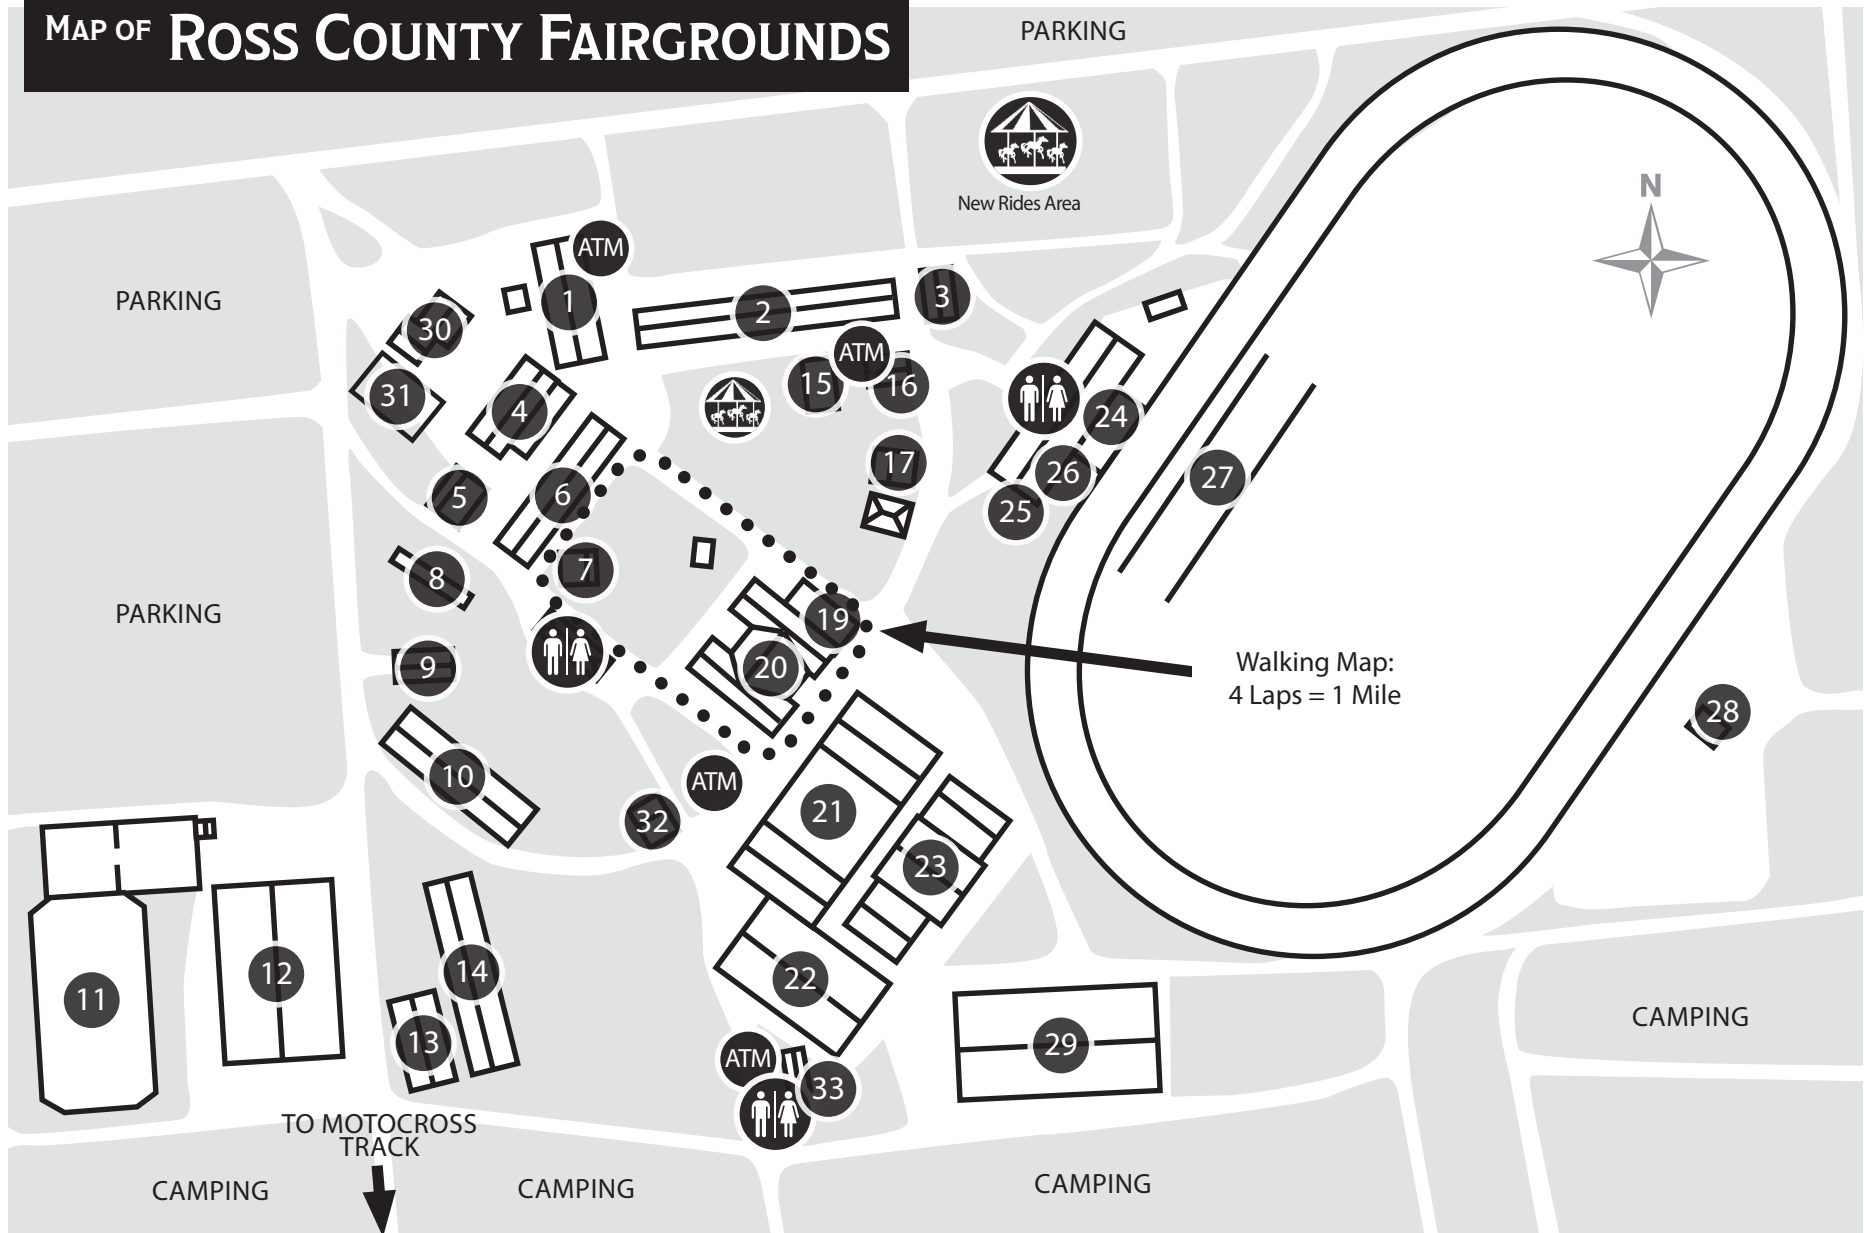 MAP OF ROSS COUNTY FAIRGROUNDS
PARKING
New Rides Area
N
ATM
1
2
3
PARKING
30
31
4
ATM
15
16
24
17
26
25
27
5
6
7
8
PARKING
9
19
20
Walking Map:
4 Laps = 1 Mile
28
10
ATM
32
21
23
22
11
12
14
13
29
CAMPING
ATM
33
TO MOTOCROSS
TRACK
CAMPING
CAMPING
CAMPING